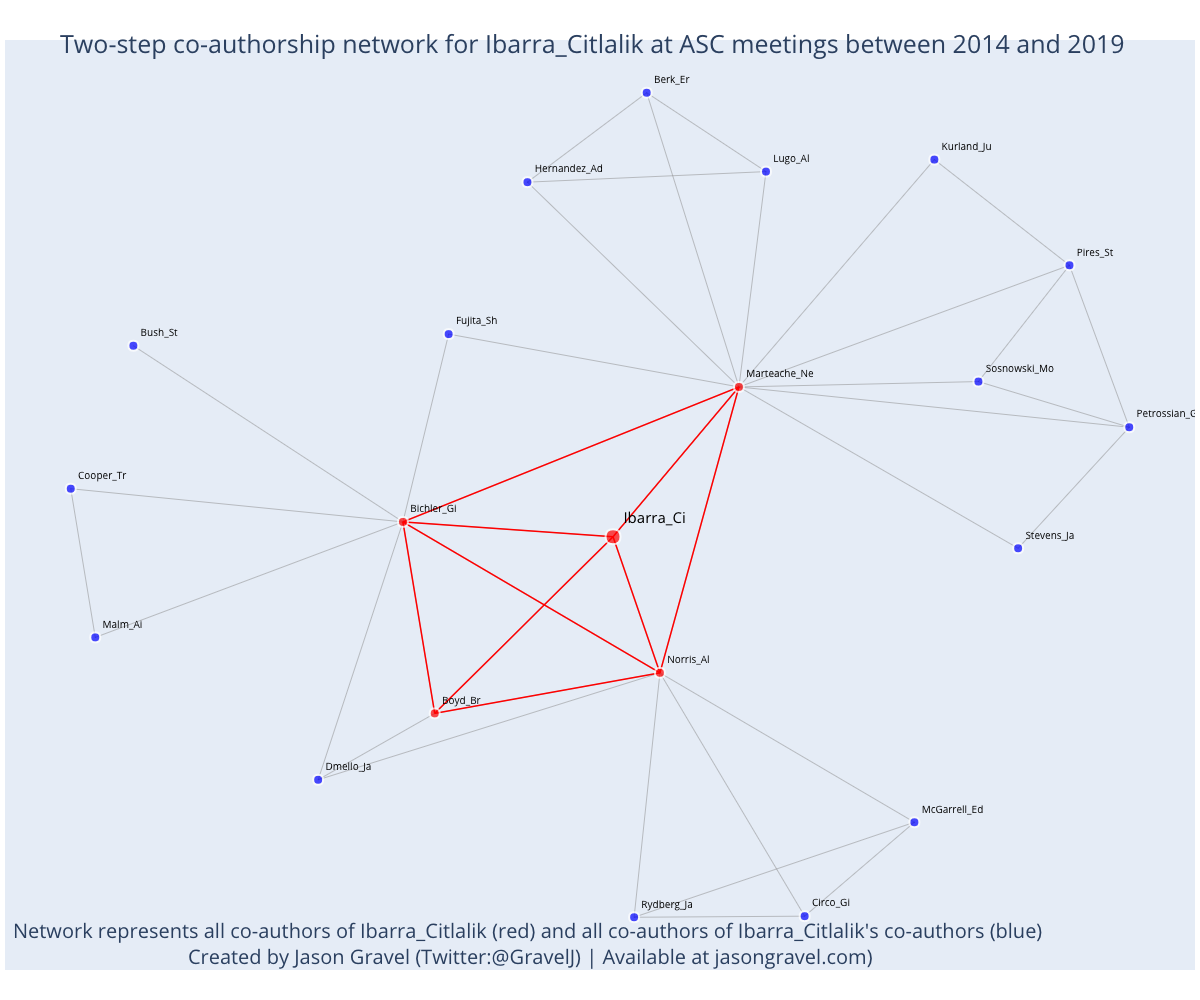 Two-step co-authorship network for Ibarra_Citlalik at ASC meetings between 2014 and 2019
Berk_Er
Kurland_Ju
Lugo_Al
Hernandez_Ad
Pires_St
Fujita_Sh
Bush_St
Sosnowski_Mo
Marteache_Ne
Petrossian_G
Cooper_Tr
Bichler_Gi
Ibarra_Ci
Stevens_Ja
Malm_Ai
Norris_Al
Boyd_Br
Dmello_Ja
McGarrell_Ed
Circo_Gi
Rydberg_Ja
Network represents all co-authors of Ibarra_Citlalik (red) and all co-authors of Ibarra_Citlalik's co-authors (blue)
Created by Jason Gravel (Twitter:@GravelJ) | Available at jasongravel.com)